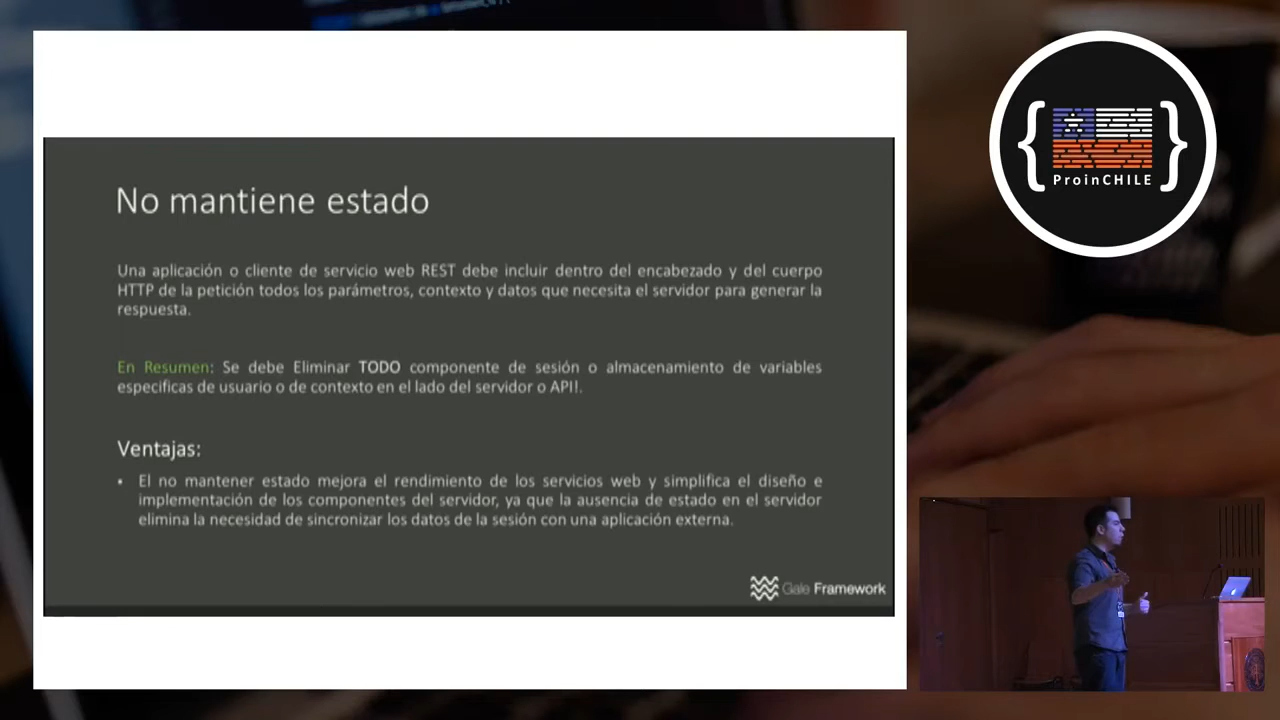 No mantiene estado
Una aplicación o cliente de servicio web REST debe incluir dentro del encabezado y del cuerpo
HTTP de la petición todos los parámetros, contexto y datos que necesita el servidor para generar la
respuesta.
En Resumen: Se debe Eliminar TODO componente de sesión o almacenamiento de variables
especificas de usuario o de contexto en el lado del servidor o API!.
Ventajas:
▪ El no mantener estado mejora el rendimiento de los servicios web y simplifica el diseño e
implementación de los componentes del servidor, ya que la ausencia de estado en el servidor
elimina la necesidad de sincronizar los datos de la sesión con una aplicación externa.
Gale Framework
{ }
ProinCHILE